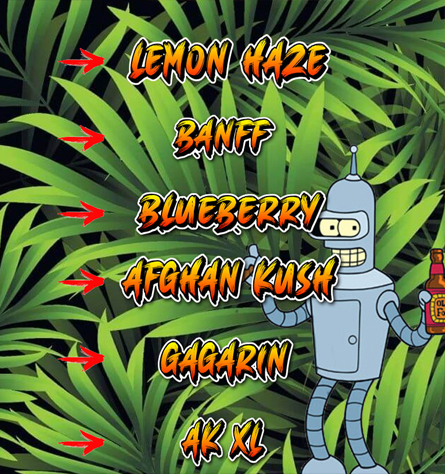 LEMON HAZE
BANFF
BLUEBERRY
AFGHAN KUSH
GAGARIN
AK XL